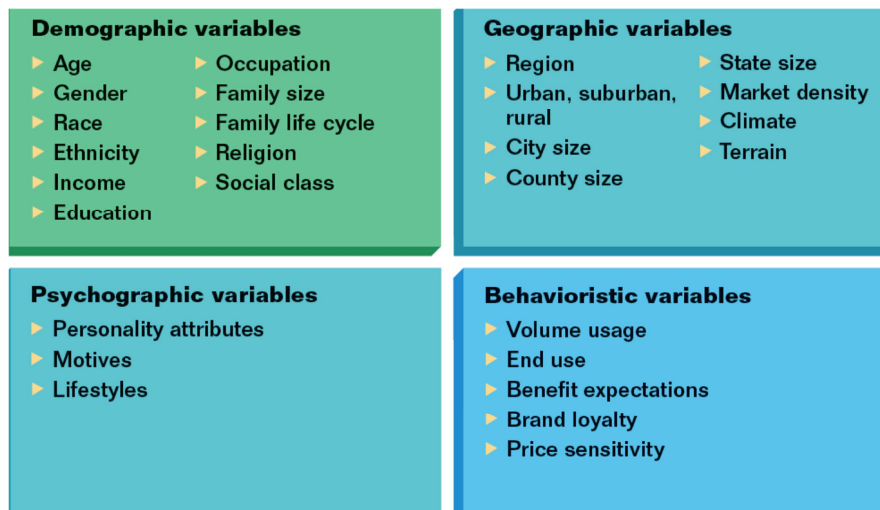 Demographic variables
Age
Gender
Race
Ethnicity
Income
Education
Occupation
Family size
Family life cycle
Religion
Social class
Geographic variables
Region
Urban, suburban,
rural
City size
County size
State size
Market density
Climate
Terrain
Psychographic variables
Personality attributes
Motives
Lifestyles
Behavioristic variables
Volume usage
End use
Benefit expectations
Brand loyalty
Price sensitivity